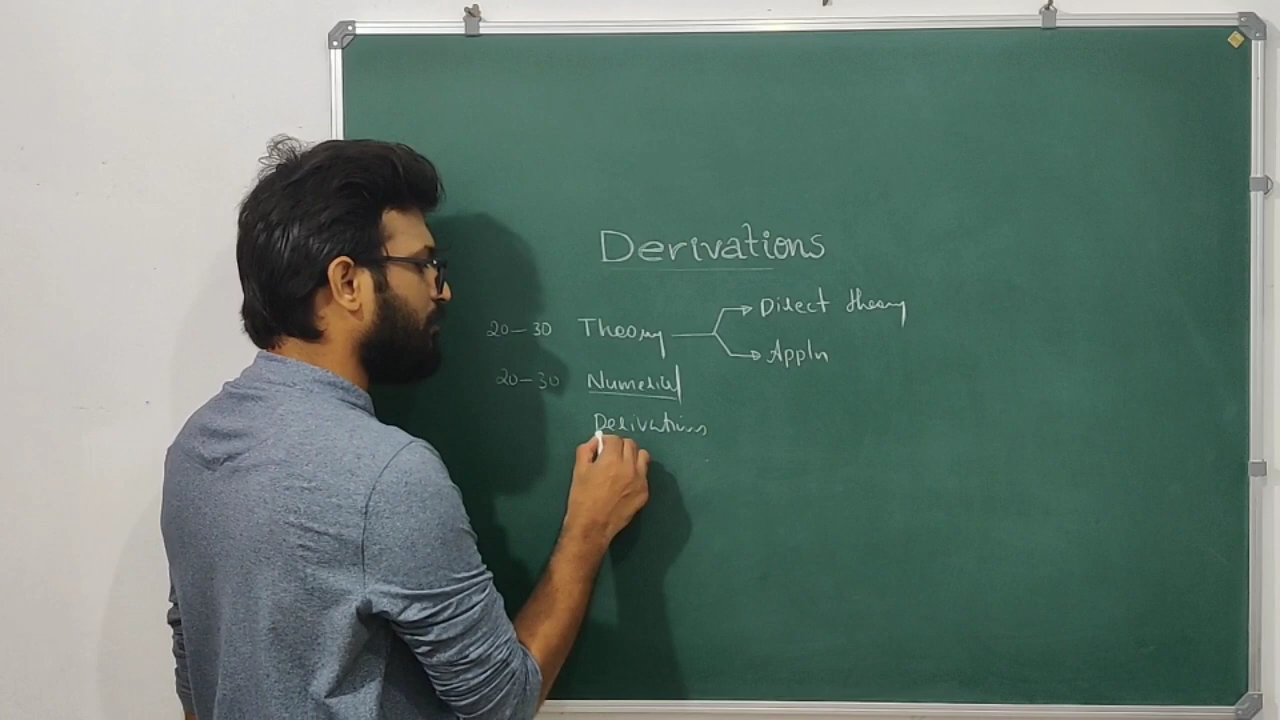 Derivations
20-30 Theory → Direct theory
→ Appln
20-30 Numerical
Derivations